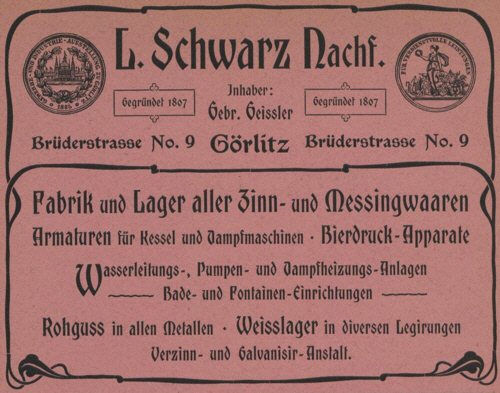 L. Schwarz Nachf.
Inhaber:
Gegründet 1807
Gebr. Geissler
Gegründet 1807
Brüderstrasse No. 9 Görlitz Brüderstrasse No. 9
Fabrik und Lager aller Zinn- und Messingwaaren
Armaturen für Kessel und Dampfmaschinen · Bierdruck-Apparate
Wasserleitungs-, Pumpen- und Dampfheizungs-Anlagen
Bade- und Fontainen-Einrichtungen
Rohguss in allen Metallen · Weisslager in diversen Legirungen
Verzinn- und Galvanisir-Anstalt.